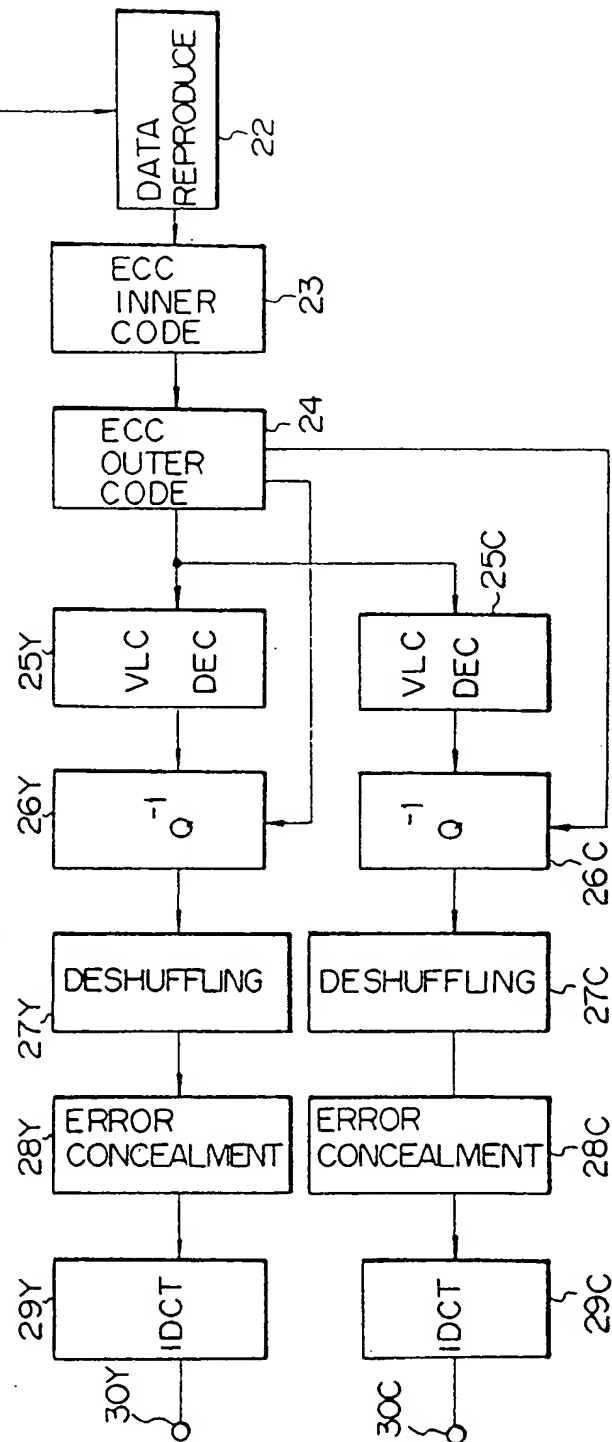 DATA
REPRODUCE
22
ECC
INNER
CODE
23
ECC
OUTER
CODE
24
25Y
VLC
DEC
25C
VLC
DEC
26Y
Q⁻¹
26C
Q⁻¹
27Y
DESHUFFLING
27C
DESHUFFLING
28Y
ERROR
CONCEALMENT
28C
ERROR
CONCEALMENT
29Y
IDCT
29C
IDCT
30Y
30C